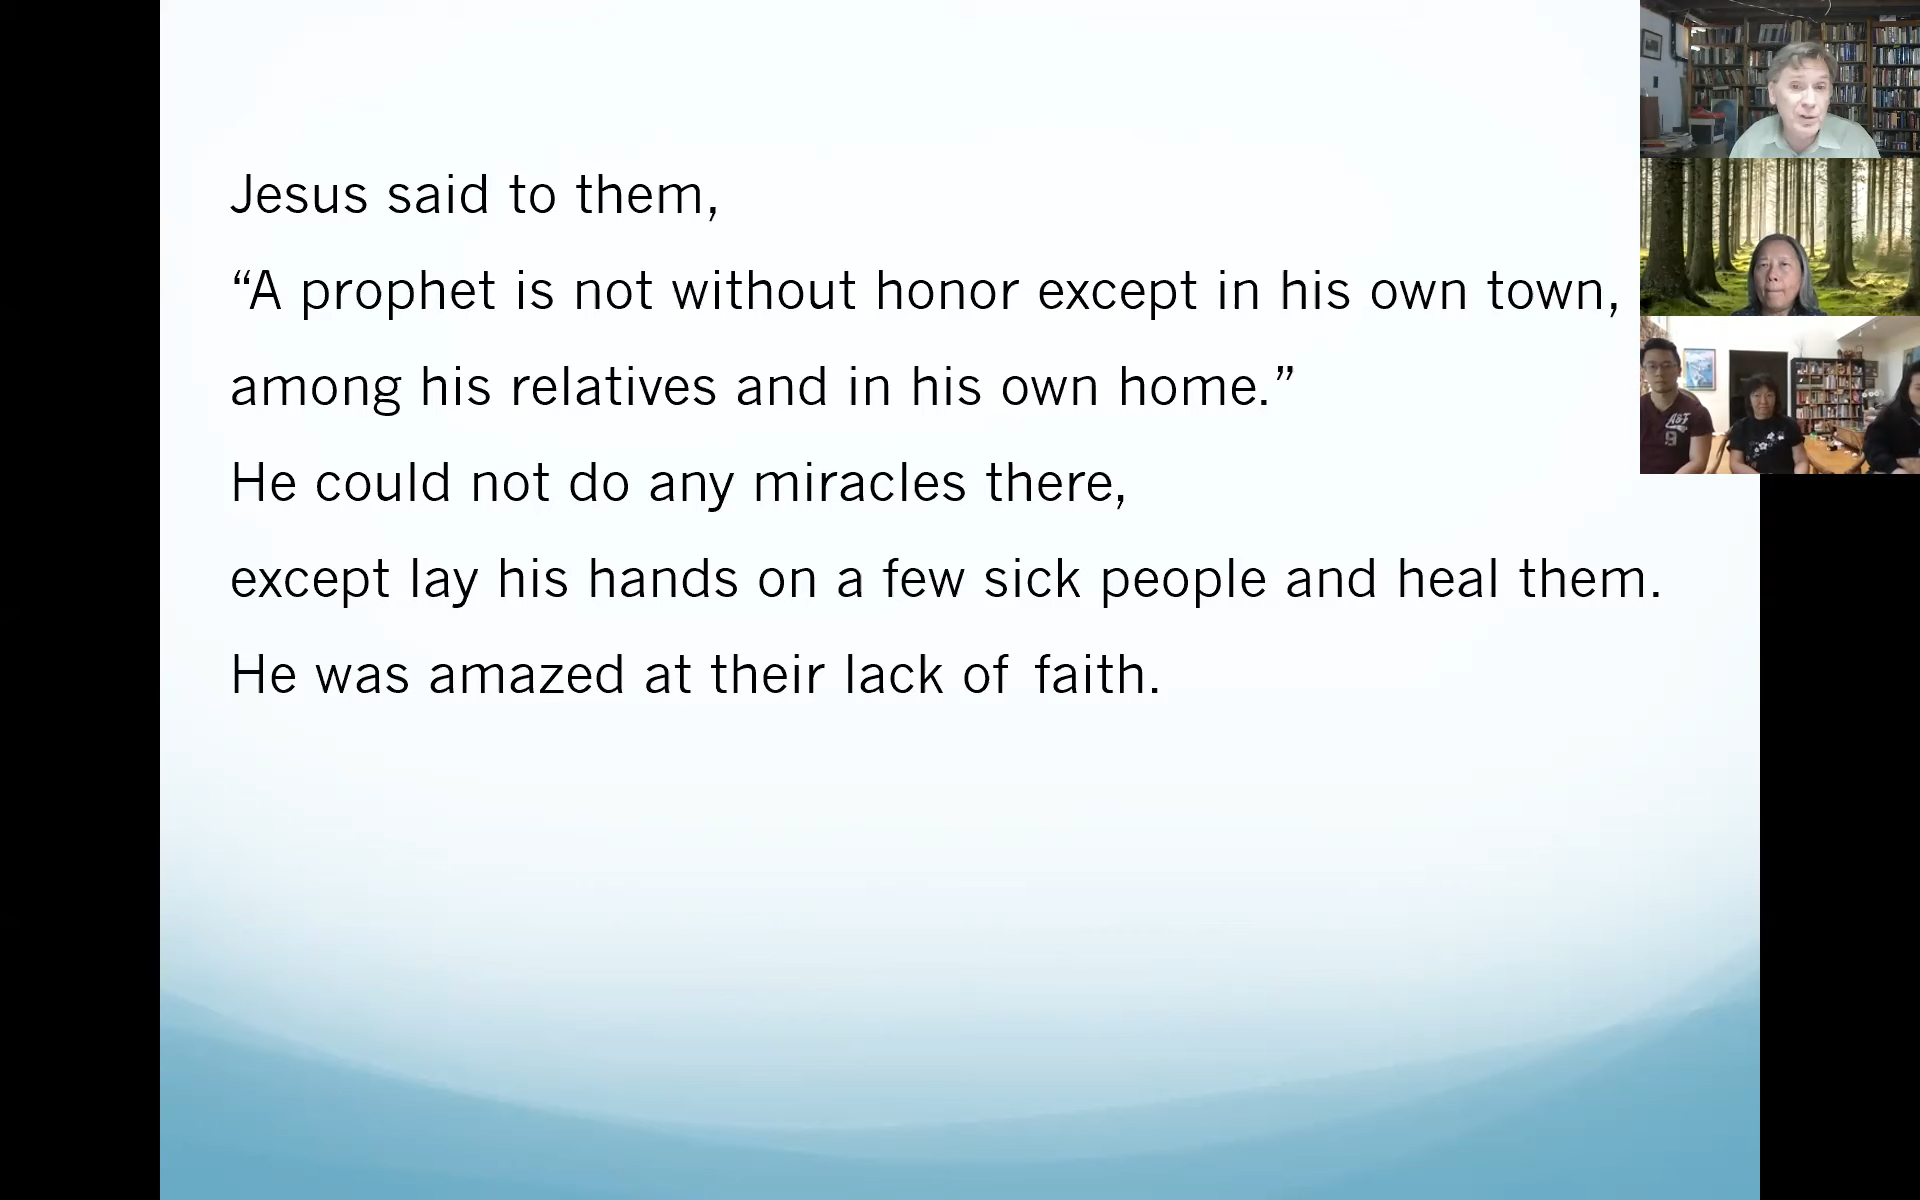 Jesus said to them,
“A prophet is not without honor except in his own town,
among his relatives and in his own home.”
He could not do any miracles there,
except lay his hands on a few sick people and heal them.
He was amazed at their lack of faith.
A&F
9